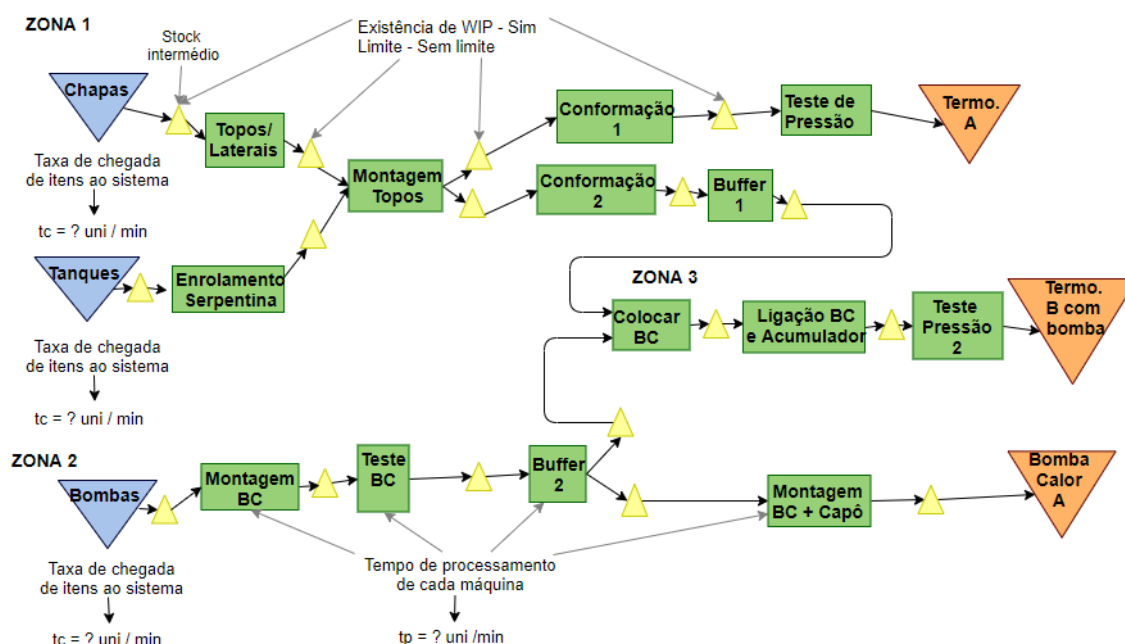 ZONA 1
Stock
intermédio
Existência de WIP - Sim
Limite - Sem limite
Chapas
Topos/
Laterais
Conformação
1
Teste de
Pressão
Termo.
A
Taxa de chegada
de itens ao sistema
tc = ? uni / min
Montagem
Topos
Conformação
2
Buffer
1
Tanques
Enrolamento
Serpentina
ZONA 3
Colocar
BC
Ligação BC
e Acumulador
Teste
Pressão
2
Termo.
B com
bomba
Taxa de chegada
de itens ao sistema
tc = ? uni / min
ZONA 2
Bombas
Montagem
BC
Teste
BC
Buffer
2
Montagem
BC + Capô
Bomba
Calor
A
Taxa de chegada
de itens ao sistema
tc = ? uni / min
Tempo de processamento
de cada máquina
tp = ? uni /min